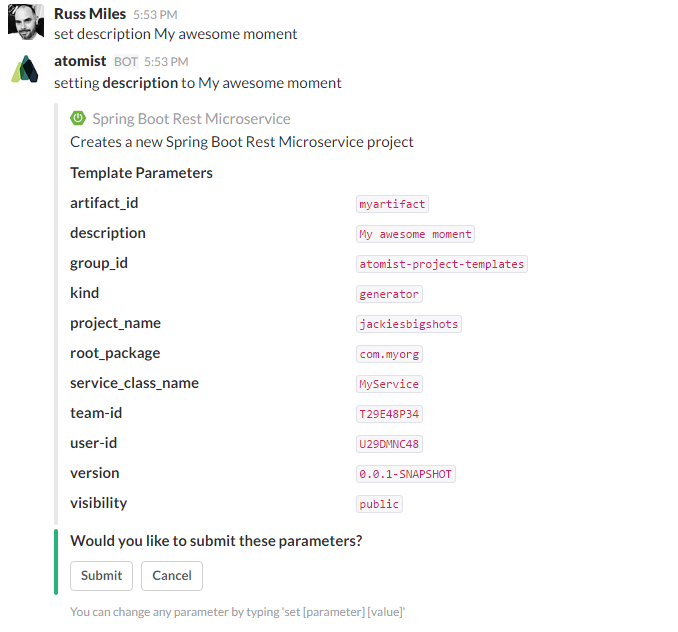 Russ Miles 5:53 PM
set description My awesome moment
atomist BOT 5:53 PM
setting description to My awesome moment
Spring Boot Rest Microservice
Creates a new Spring Boot Rest Microservice project
Template Parameters
artifact_id myartifact
description My awesome moment
group_id atomist-project-templates
kind generator
project_name jackiesbigshots
root_package com.myorg
service_class_name MyService
team-id T29E48P34
user-id U29DMNC48
version 0.0.1-SNAPSHOT
visibility public
Would you like to submit these parameters?
Submit Cancel
You can change any parameter by typing 'set [parameter] [value]'